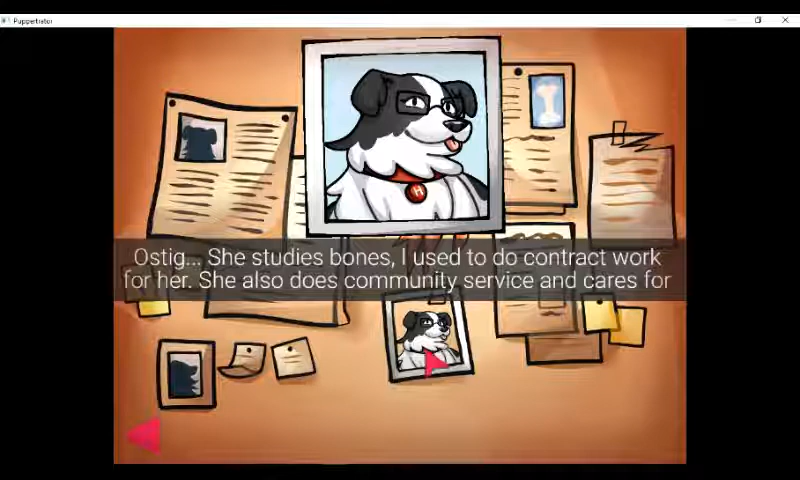 Puppertrator
H
Ostig... She studies bones, I used to do contract work
for her. She also does community service and cares for